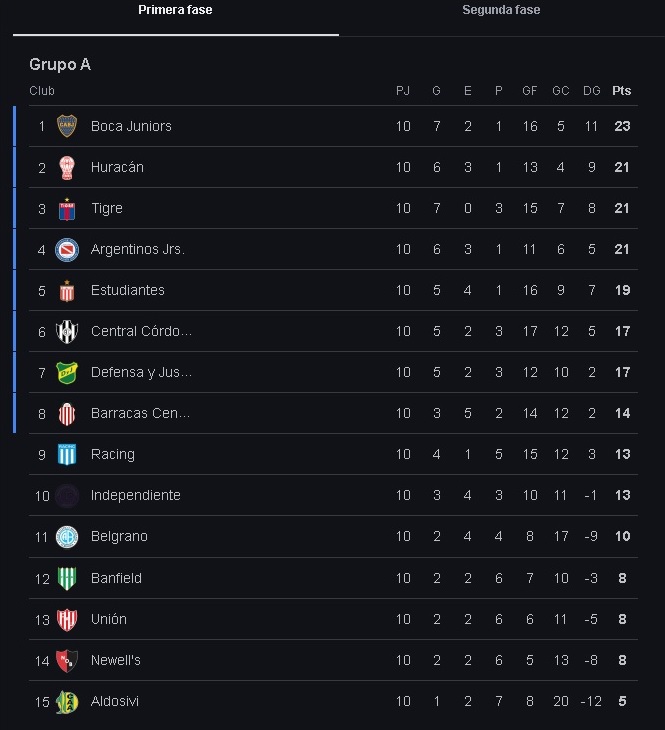 Primera fase Segunda fase
Grupo A
Club PJ G E P GF GC DG Pts
1 Boca Juniors 10 7 2 1 16 5 11 23
2 Huracán 10 6 3 1 13 4 9 21
3 Tigre 10 7 0 3 15 7 8 21
4 Argentinos Jrs. 10 6 3 1 11 6 5 21
5 Estudiantes 10 5 4 1 16 9 7 19
6 Central Córdo... 10 5 2 3 17 12 5 17
7 Defensa y Jus... 10 5 2 3 12 10 2 17
8 Barracas Cen... 10 3 5 2 14 12 2 14
9 Racing 10 4 1 5 15 12 3 13
10 Independiente 10 3 4 3 10 11 -1 13
11 Belgrano 10 2 4 4 8 17 -9 10
12 Banfield 10 2 2 6 7 10 -3 8
13 Unión 10 2 2 6 6 11 -5 8
14 Newell's 10 2 2 6 5 13 -8 8
15 Aldosivi 10 1 2 7 8 20 -12 5